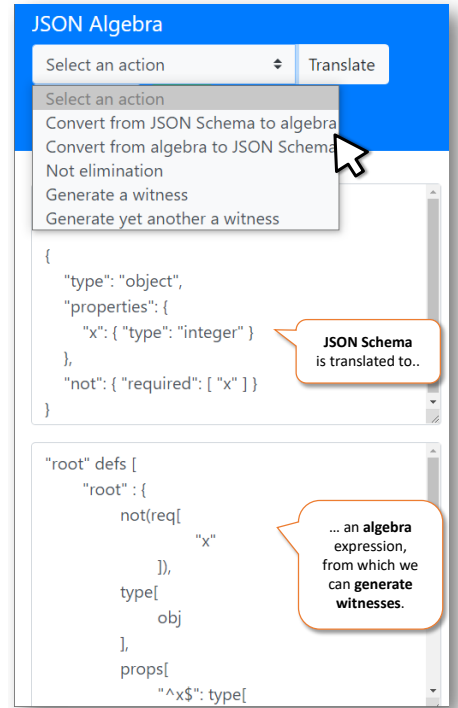 JSON Algebra
Select an action
Translate
Select an action
Convert from JSON Schema to algebra
Convert from algebra to JSON Schema
Not elimination
Generate a witness
Generate yet another a witness
{
"type": "object",
"properties": {
"x": { "type": "integer" }
},
"not": { "required": [ "x" ] }
}
JSON Schema
is translated to..
"root" defs [
"root" : {
not(req[
"x"
]),
type[
obj
],
props[
"^x$": type[
... an algebra
expression,
from which we
can generate
witnesses.